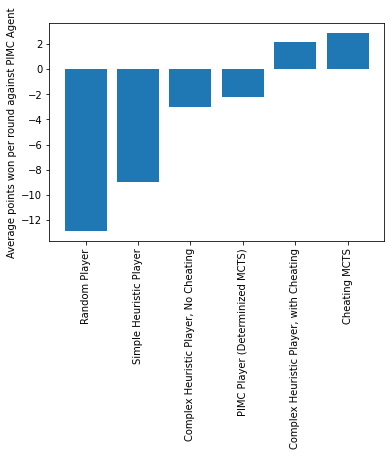 Average points won per round against PIMC Agent
2
0
−2
−4
−6
−8
−10
−12
Random Player
Simple Heuristic Player
Complex Heuristic Player, No Cheating
PIMC Player (Determinized MCTS)
Complex Heuristic Player, with Cheating
Cheating MCTS